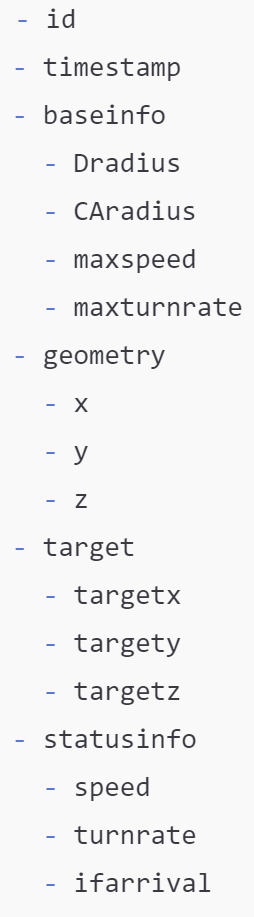 - id
- timestamp
- baseinfo
- Dradius
- CAradius
- maxspeed
- maxturnrate
- geometry
- x
- y
- z
- target
- targetx
- targety
- targetz
- statusinfo
- speed
- turnrate
- ifarrival